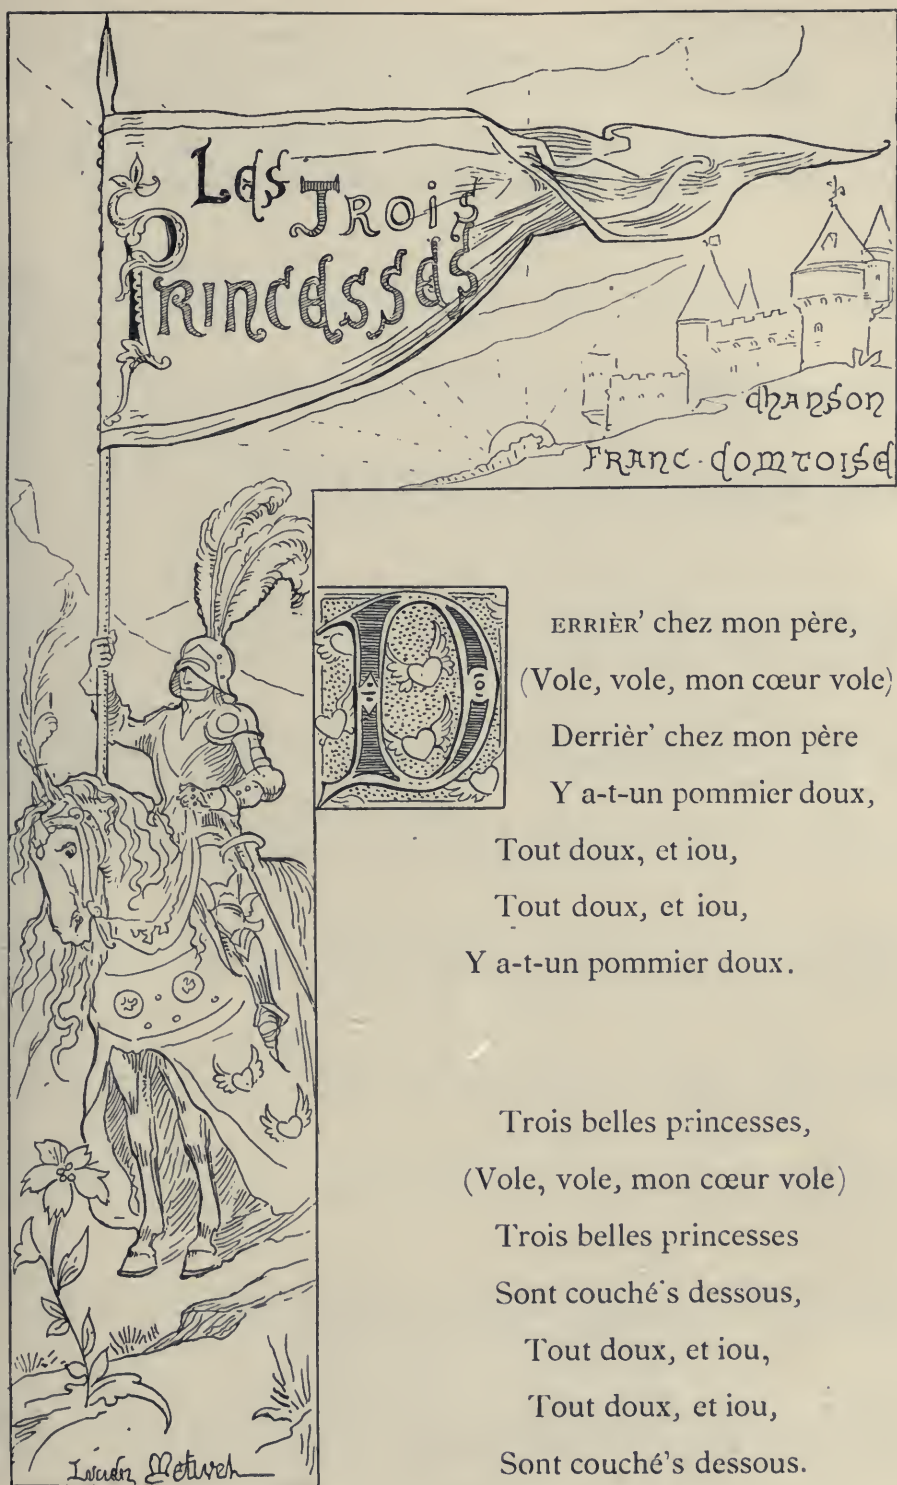 Les Trois
Princesses
Chanson
Franc-Comtoise
DERRIÈR' chez mon père,
(Vole, vole, mon cœur vole)
Derrièr' chez mon père
Y a-t-un pommier doux,
Tout doux, et iou,
Tout doux, et iou,
Y a-t-un pommier doux.
Trois belles princesses,
(Vole, vole, mon cœur vole)
Trois belles princesses
Sont couché's dessous,
Tout doux, et iou,
Tout doux, et iou,
Sont couché's dessous.
Lucien Métivet